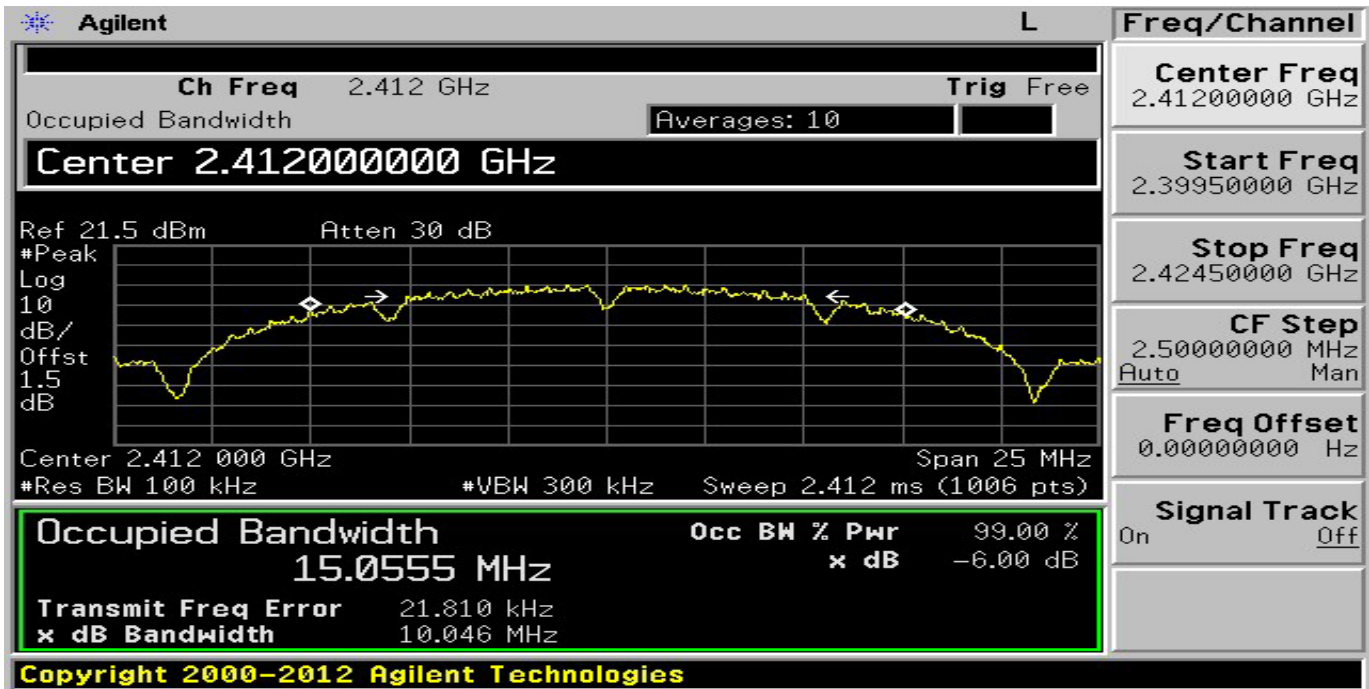 Agilent L Freq/Channel
Ch Freq 2.412 GHz Trig Free
Occupied Bandwidth Averages: 10
Center 2.412000000 GHz
Ref 21.5 dBm Atten 30 dB
#Peak
Log
10
dB/
Offst
1.5
dB
Center 2.412 000 GHz Span 25 MHz
#Res BW 100 kHz #VBW 300 kHz Sweep 2.412 ms (1006 pts)
Occupied Bandwidth Occ BW % Pwr 99.00 %
15.0555 MHz x dB -6.00 dB
Transmit Freq Error 21.810 kHz
x dB Bandwidth 10.046 MHz
Copyright 2000-2012 Agilent Technologies
Center Freq
2.41200000 GHz
Start Freq
2.39950000 GHz
Stop Freq
2.42450000 GHz
CF Step
2.50000000 MHz
Auto Man
Freq Offset
0.00000000 Hz
Signal Track
On Off